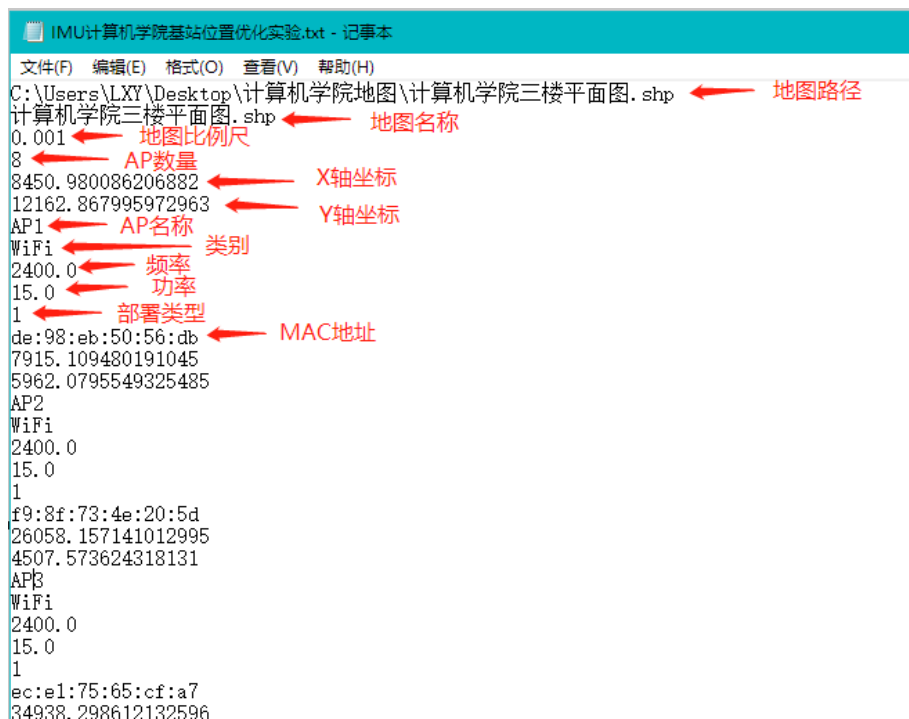 IMU计算机学院基站位置优化实验.txt - 记事本
文件(F) 编辑(E) 格式(O) 查看(V) 帮助(H)
C:\Users\LXY\Desktop\计算机学院地图\计算机学院三楼平面图.shp 地图路径
计算机学院三楼平面图.shp 地图名称
0.001 地图比例尺
8 AP数量
8450.980086206882 X轴坐标
12162.867995972963 Y轴坐标
AP1 AP名称
WiFi 类别
2400.0 频率
15.0 功率
1 部署类型
de:98:eb:50:56:db MAC地址
7915.109480191045
5962.0795549325485
AP2
WiFi
2400.0
15.0
1
f9:8f:73:4e:20:5d
26058.157141012995
4507.573624318131
AP3
WiFi
2400.0
15.0
1
ec:e1:75:65:cf:a7
34938.298612132596